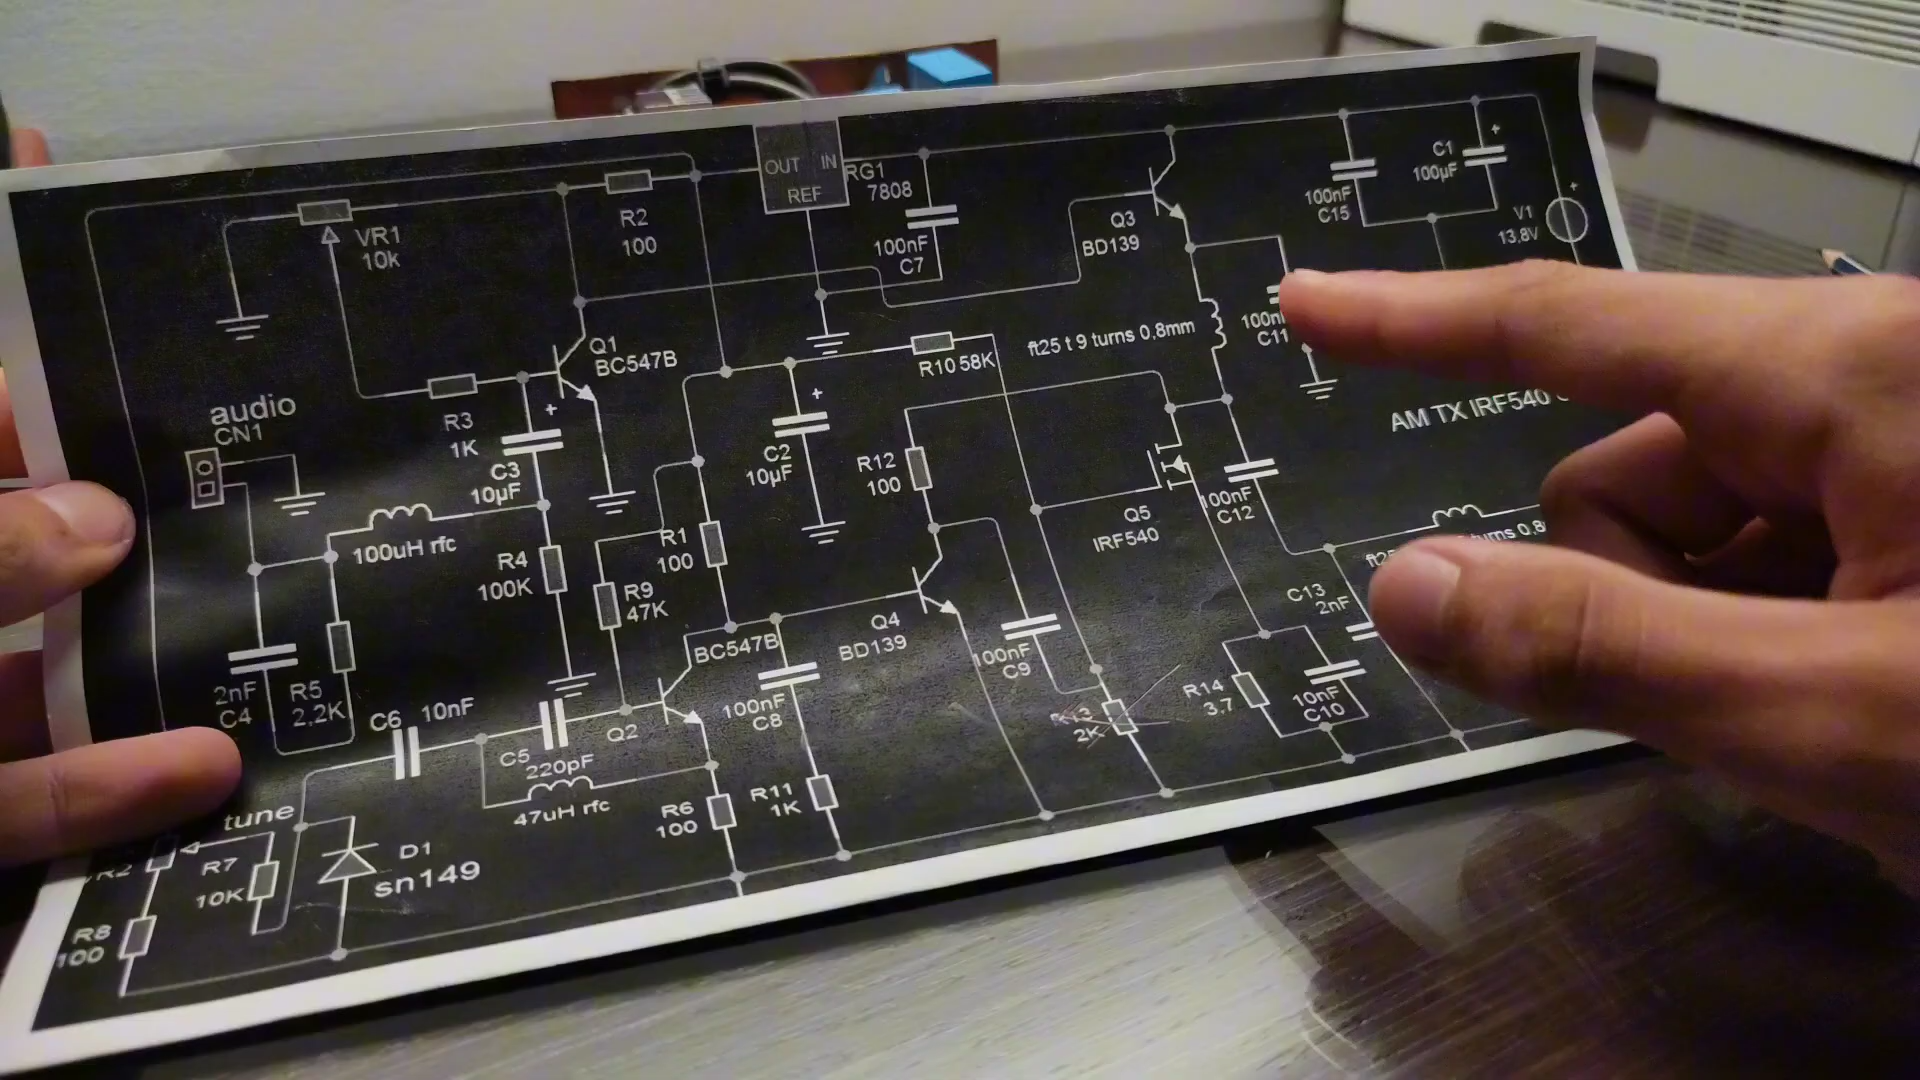 OUT IN
REF
RG1
7808
100nF
C7
R2
100
VR1
10k
Q3
BD139
100nF
C15
C1
100µF
+
V1
13,8V
+
Q1
BC547B
R3
1K
+
C3
10µF
audio
CN1
100uH rfc
R4
100K
R9
47K
R1
100
C2
10µF
+
R10 58K
ft25 t 9 turns 0,8mm
C11
AM TX IRF540
R12
100
Q5
IRF540
100nF
C12
Q4
BD139
BC547B
Q2
100nF
C9
100nF
C8
C13
2nF
R14
3.7
10nF
C10
2K
2nF
C4
R5
2,2K
C6 10nF
C5
220pF
47uH rfc
R6
100
R11
1K
tune
R7
10K
D1
sn149
R8
100